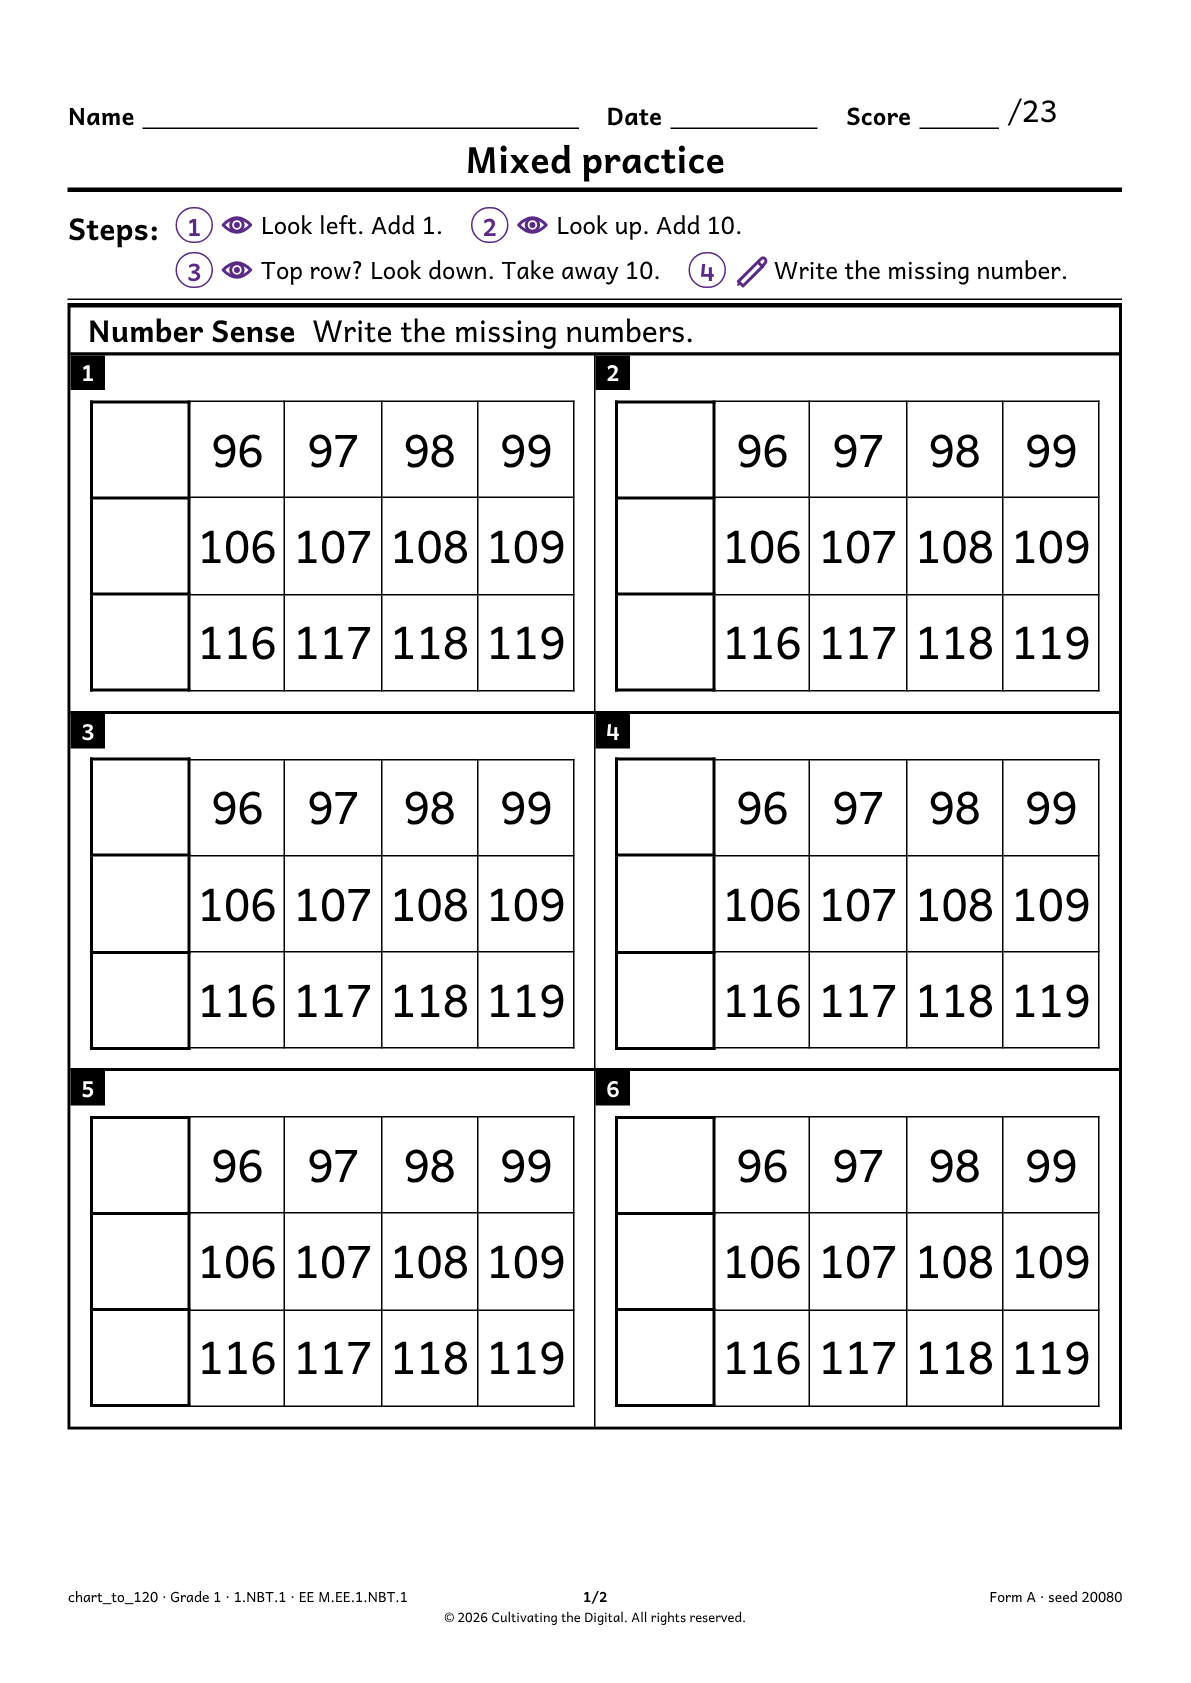 Name Date Score /23
Mixed practice
Steps: 1 Look left. Add 1. 2 Look up. Add 10.
3 Top row? Look down. Take away 10. 4 Write the missing number.
Number Sense Write the missing numbers.
1 2
96 97 98 99 96 97 98 99
106 107 108 109 106 107 108 109
116 117 118 119 116 117 118 119
3 4
96 97 98 99 96 97 98 99
106 107 108 109 106 107 108 109
116 117 118 119 116 117 118 119
5 6
96 97 98 99 96 97 98 99
106 107 108 109 106 107 108 109
116 117 118 119 116 117 118 119
chart_to_120 · Grade 1 · 1.NBT.1 · EE M.EE.1.NBT.1 1/2 Form A · seed 20080
© 2026 Cultivating the Digital. All rights reserved.